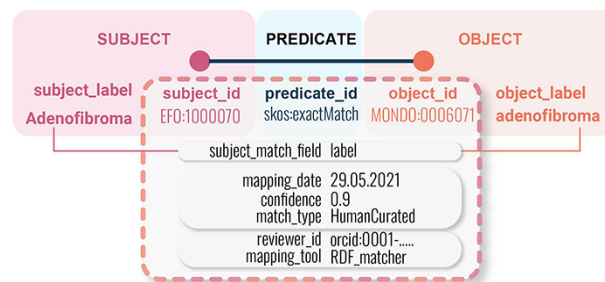 SUBJECT PREDICATE OBJECT
subject_label subject_id predicate_id object_id object_label
Adenofibroma EFO:1000070 skos:exactMatch MONDO:0006071 adenofibroma
subject_match_field label
mapping_date 29.05.2021
confidence 0.9
match_type HumanCurated
reviewer_id orcid:0001-.....
mapping_tool RDF_matcher